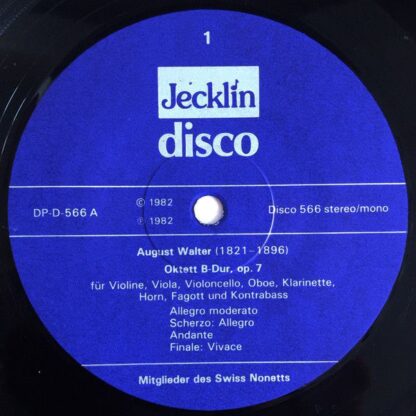 1
Jecklin
disco
DP-D-566 A
© 1982
℗ 1982
Disco 566 stereo/mono
August Walter (1821–1896)
Oktett B-Dur, op. 7
für Violine, Viola, Violoncello, Oboe, Klarinette,
Horn, Fagott und Kontrabass
Allegro moderato
Scherzo: Allegro
Andante
Finale: Vivace
Mitglieder des Swiss Nonetts